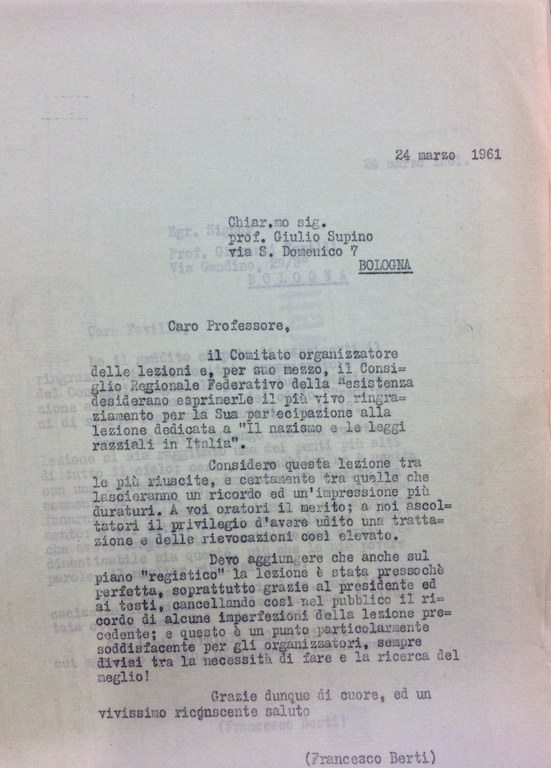 24 marzo 1961
Chiar.mo sig.
prof. Giulio Supino
via S. Domenico 7
BOLOGNA
Caro Professore,
il Comitato organizzatore
delle lezioni e, per suo mezzo, il Consi=
glio Regionale Federativo della Resistenza
desiderano esprimerLe il più vivo ringra=
ziamento per la Sua partecipazione alla
lezione dedicata a "Il nazismo e le leggi
razziali in Italia".
Considero questa lezione tra
le più riuscite, e certamente tra quelle che
lascieranno un ricordo ed un'impressione più
duraturi. A voi oratori il merito; a noi ascol=
tatori il privilegio d'avere udito una tratta=
zione e delle rievocazioni così elevate.
Devo aggiungere che anche sul
piano "registico" la lezione è stata pressochè
perfetta, soprattutto grazie al presidente ed
ai testi, cancellando così nel pubblico il ri=
cordo di alcune imperfezioni della lezione pre=
cedente; e questo è un punto particolarmente
soddisfacente per gli organizzatori, sempre
divisi tra la necessità di fare e la ricerca del
meglio!
Grazie dunque di cuore, ed un
vivissimo riconscente saluto
(Francesco Berti)